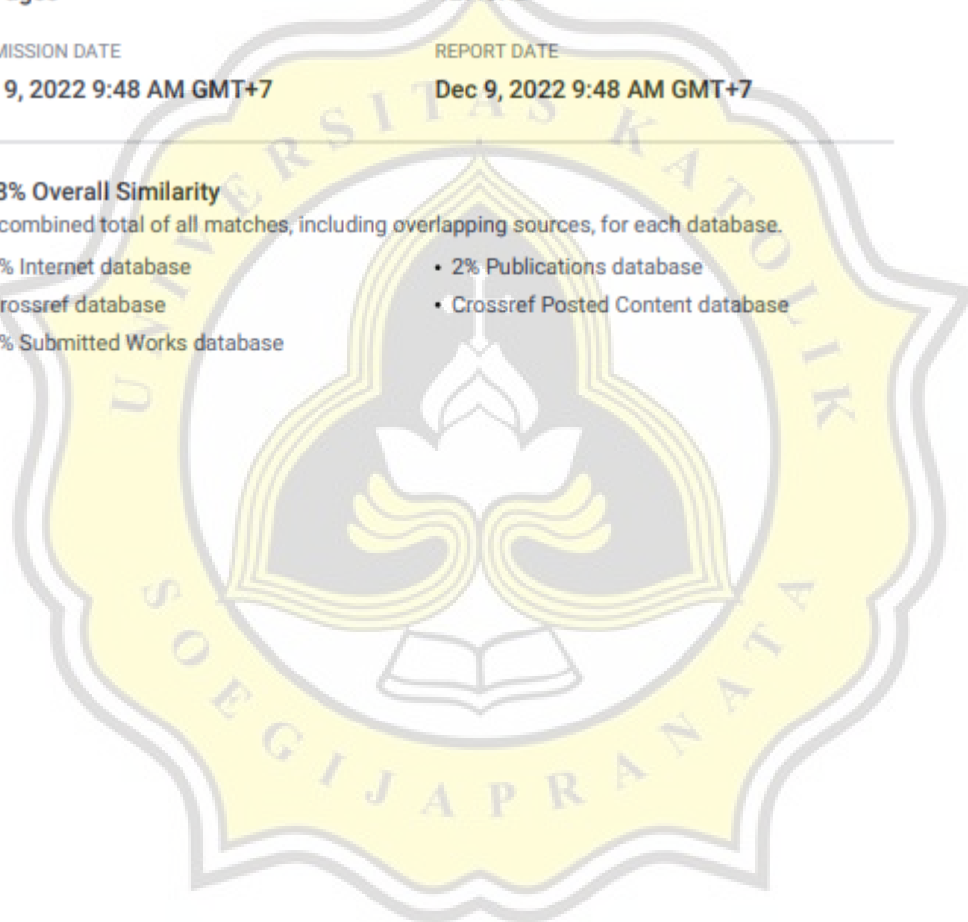 MISSION DATE
REPORT DATE
9, 2022 9:48 AM GMT+7
Dec 9, 2022 9:48 AM GMT+7
% Overall Similarity
combined total of all matches, including overlapping sources, for each database.
% Internet database
• 2% Publications database
rossref database
• Crossref Posted Content database
% Submitted Works database
UNIVERSITAS KATOLIK
SOEGIJAPRANATA